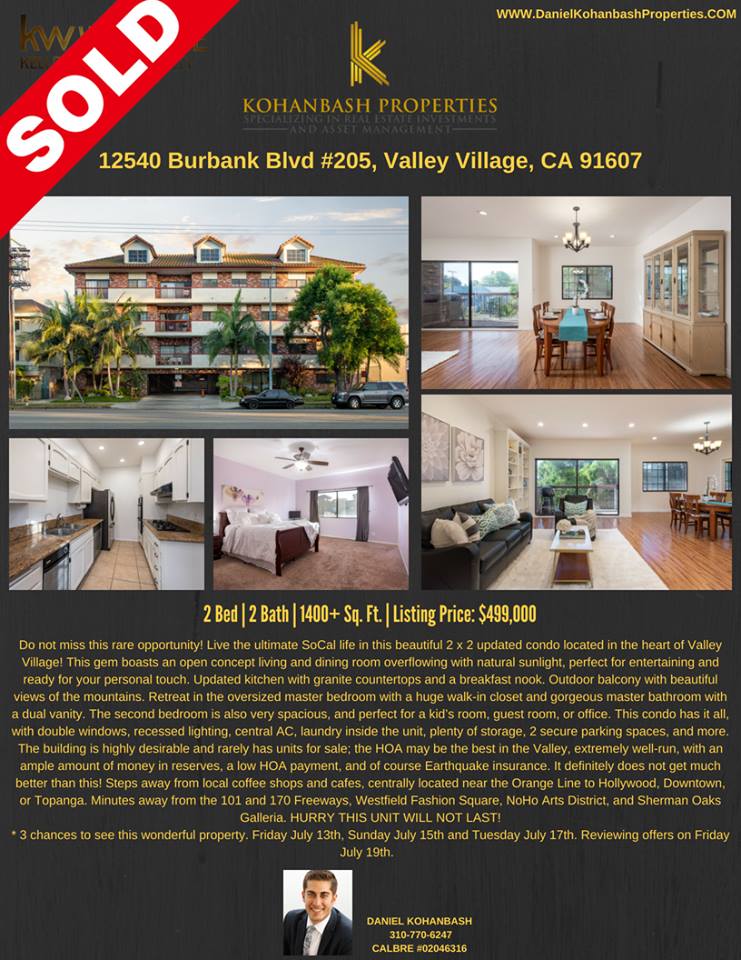 WWW.DanielKohanbashProperties.COM
kw
SOLD
KOHANBASH PROPERTIES
SPECIALIZING IN REAL ESTATE INVESTMENTS
AND ASSET MANAGEMENT
12540 Burbank Blvd #205, Valley Village, CA 91607
2 Bed | 2 Bath | 1400+ Sq. Ft. | Listing Price: $499,000
Do not miss this rare opportunity! Live the ultimate SoCal life in this beautiful 2 x 2 updated condo located in the heart of Valley
Village! This gem boasts an open concept living and dining room overflowing with natural sunlight, perfect for entertaining and
ready for your personal touch. Updated kitchen with granite countertops and a breakfast nook. Outdoor balcony with beautiful
views of the mountains. Retreat in the oversized master bedroom with a huge walk-in closet and gorgeous master bathroom with
a dual vanity. The second bedroom is also very spacious, and perfect for a kid's room, guest room, or office. This condo has it all,
with double windows, recessed lighting, central AC, laundry inside the unit, plenty of storage, 2 secure parking spaces, and more.
The building is highly desirable and rarely has units for sale; the HOA may be the best in the Valley, extremely well-run, with an
ample amount of money in reserves, a low HOA payment, and of course Earthquake insurance. It definitely does not get much
better than this! Steps away from local coffee shops and cafes, centrally located near the Orange Line to Hollywood, Downtown,
or Topanga. Minutes away from the 101 and 170 Freeways, Westfield Fashion Square, NoHo Arts District, and Sherman Oaks
Galleria. HURRY THIS UNIT WILL NOT LAST!
* 3 chances to see this wonderful property. Friday July 13th, Sunday July 15th and Tuesday July 17th. Reviewing offers on Friday
July 19th.
DANIEL KOHANBASH
310-770-6247
CALBRE #02046316